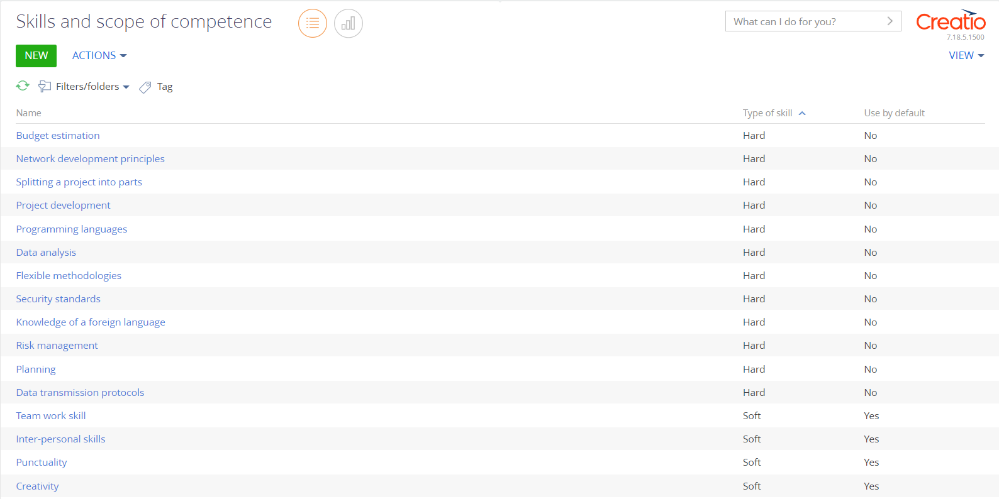 Skills and scope of competence
What can I do for you?
Creatio
7.18.5.1500
NEW ACTIONS VIEW
Filters/folders Tag
Name Type of skill Use by default
Budget estimation Hard No
Network development principles Hard No
Splitting a project into parts Hard No
Project development Hard No
Programming languages Hard No
Data analysis Hard No
Flexible methodologies Hard No
Security standards Hard No
Knowledge of a foreign language Hard No
Risk management Hard No
Planning Hard No
Data transmission protocols Hard No
Team work skill Soft Yes
Inter-personal skills Soft Yes
Punctuality Soft Yes
Creativity Soft Yes